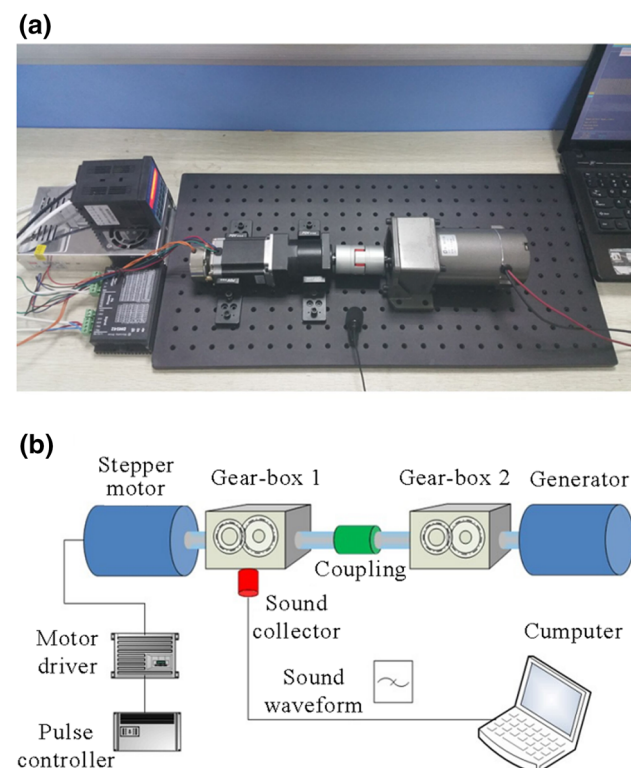 (a)
(b)
Stepper
motor
Gear-box 1
Gear-box 2
Generator
Coupling
Sound
collector
Motor
driver
Cumputer
Sound
waveform
Pulse
controller